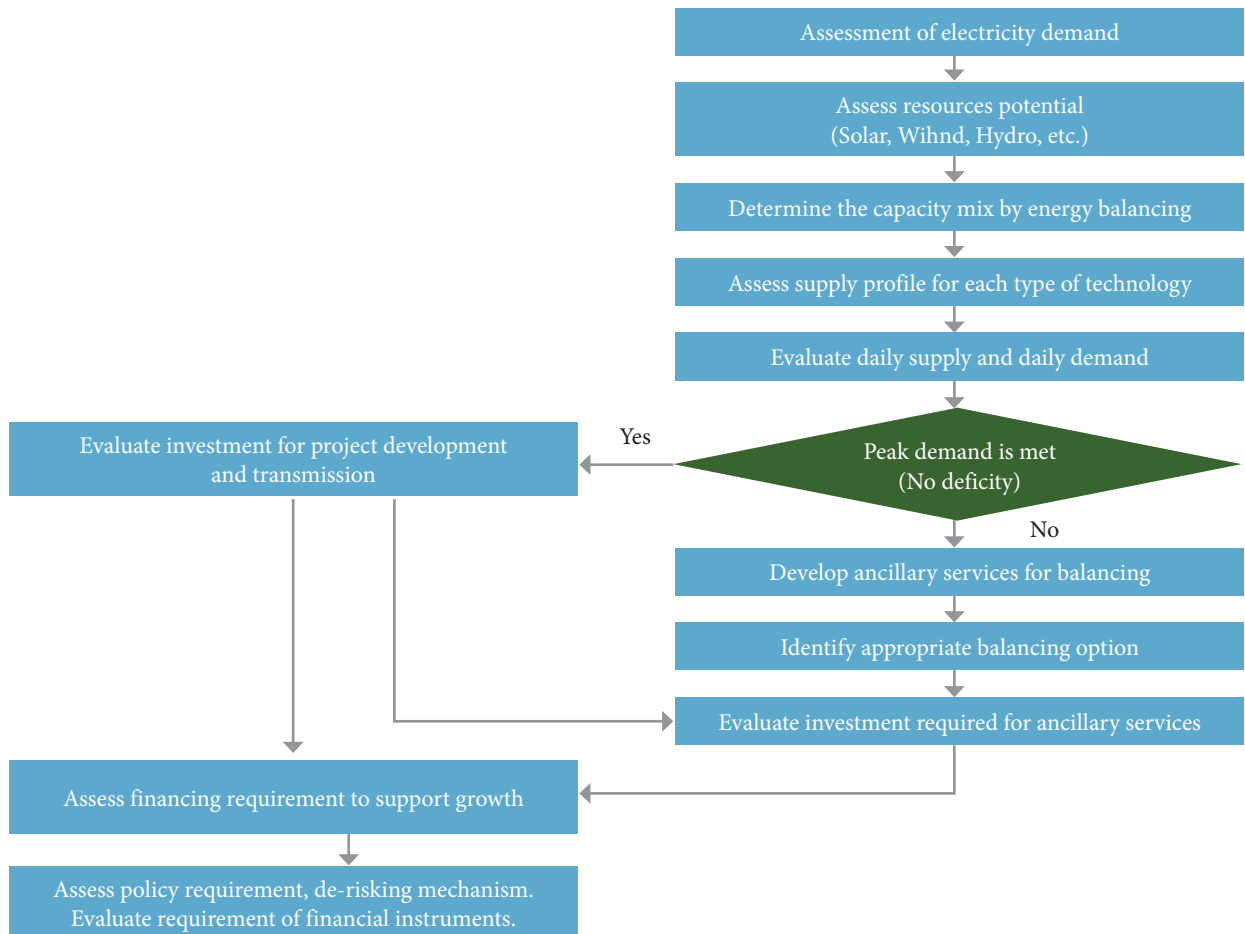 Assessment of electricity demand
Assess resources potential
(Solar, Wihnd, Hydro, etc.)
Determine the capacity mix by energy balancing
Assess supply profile for each type of technology
Evaluate daily supply and daily demand
Peak demand is met
(No deficity)
Yes
Evaluate investment for project development
and transmission
No
Develop ancillary services for balancing
Identify appropriate balancing option
Evaluate investment required for ancillary services
Assess financing requirement to support growth
Assess policy requirement, de-risking mechanism.
Evaluate requirement of financial instruments.